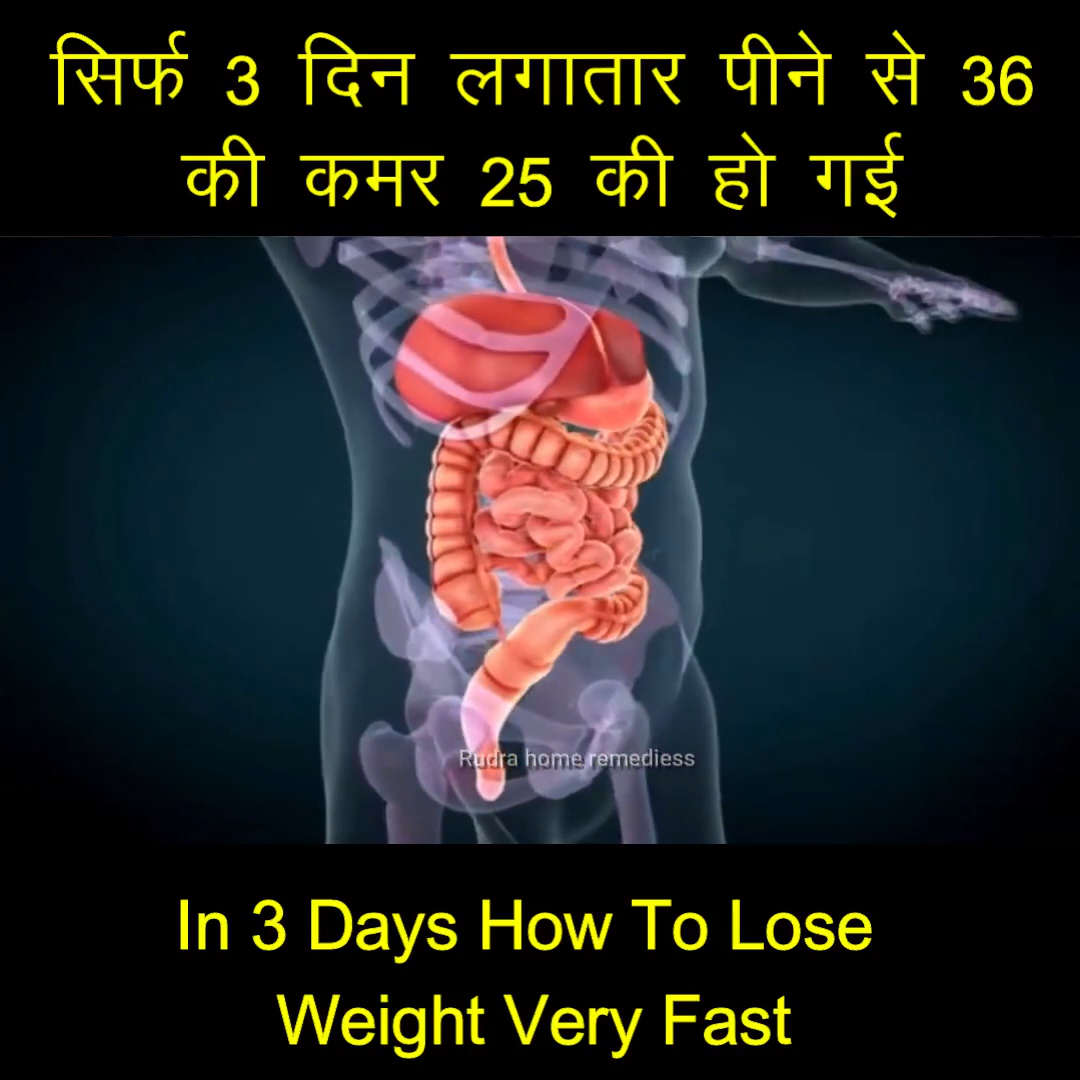 सिर्फ 3 दिन लगातार पीने से 36
की कमर 25 की हो गई
Rudra home remediess
In 3 Days How To Lose
Weight Very Fast